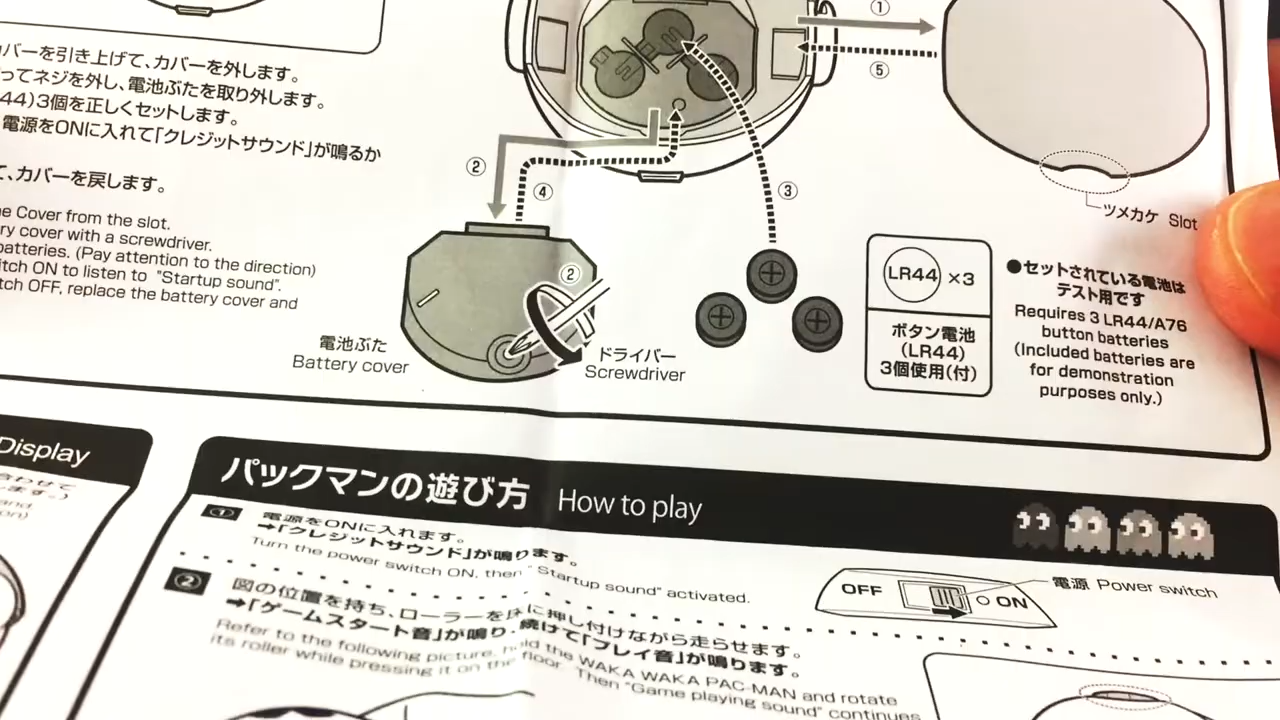 カバーを引き上げて、カバーを外します。
ってネジを外し、電池ぶたを取り外します。
44)3個を正しくセットします。
電源をONに入れて「クレジットサウンド」が鳴るか
て、カバーを戻します。
e Cover from the slot.
ry cover with a screwdriver.
batteries. (Pay attention to the direction)
itch ON to listen to "Startup sound".
tch OFF, replace the battery cover and
①
⑤
②
④
③
②
ツメカケ Slot
電池ぶた
Battery cover
ドライバー
Screwdriver
LR44 ×3
ボタン電池
(LR44)
3個使用(付)
●セットされている電池は
テスト用です
Requires 3 LR44/A76
button batteries
(Included batteries are
for demonstration
purposes only.)
Display
合わせて
ます。)
and
on)
パックマンの遊び方 How to play
① 電源をONに入れます。
➡「クレジットサウンド」が鳴ります。
Turn the power switch ON, then "Startup sound" activated.
OFF ON
電源 Power switch
② 図の位置を持ち、ローラーを床に押し付けながら走らせます。
➡「ゲームスタート音」が鳴り、続けて「プレイ音」が鳴ります。
Refer to the following picture, hold the WAKA WAKA PAC-MAN and rotate
its roller while pressing it on the floor. Then "Game playing sound" continues